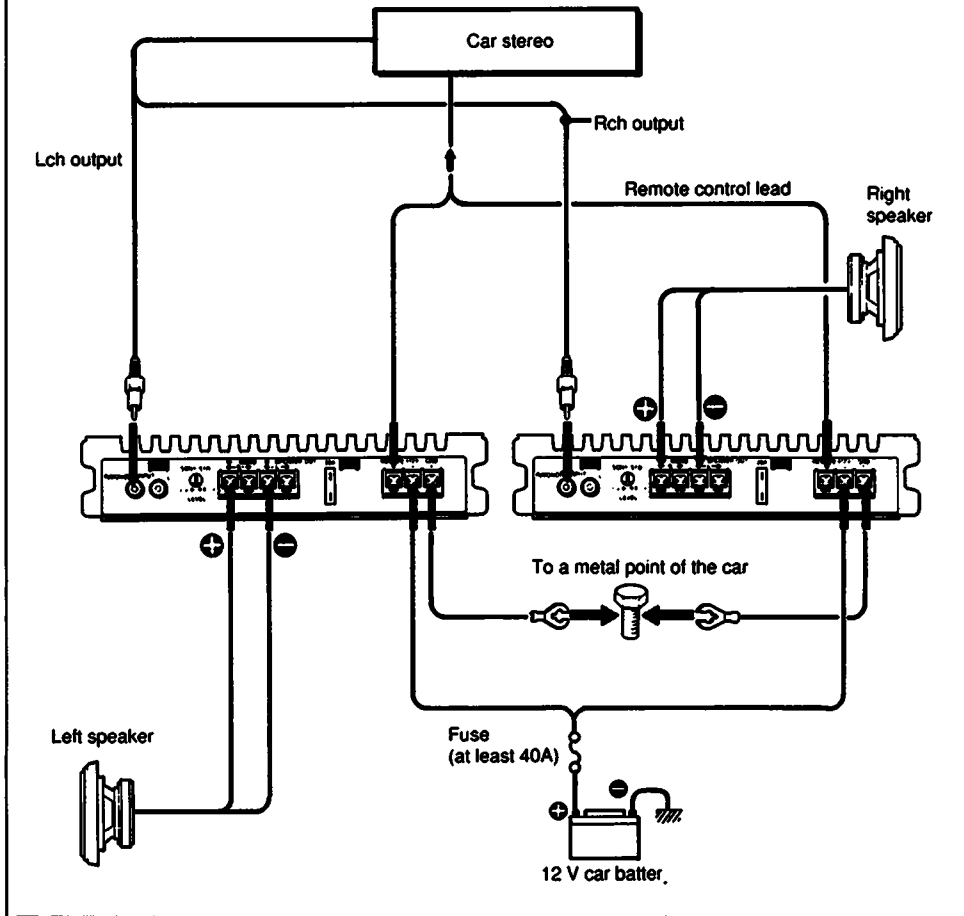 Car stereo
Rch output
Lch output
Remote control lead
Right
speaker
To a metal point of the car
Left speaker
Fuse
(at least 40A)
12 V car batter